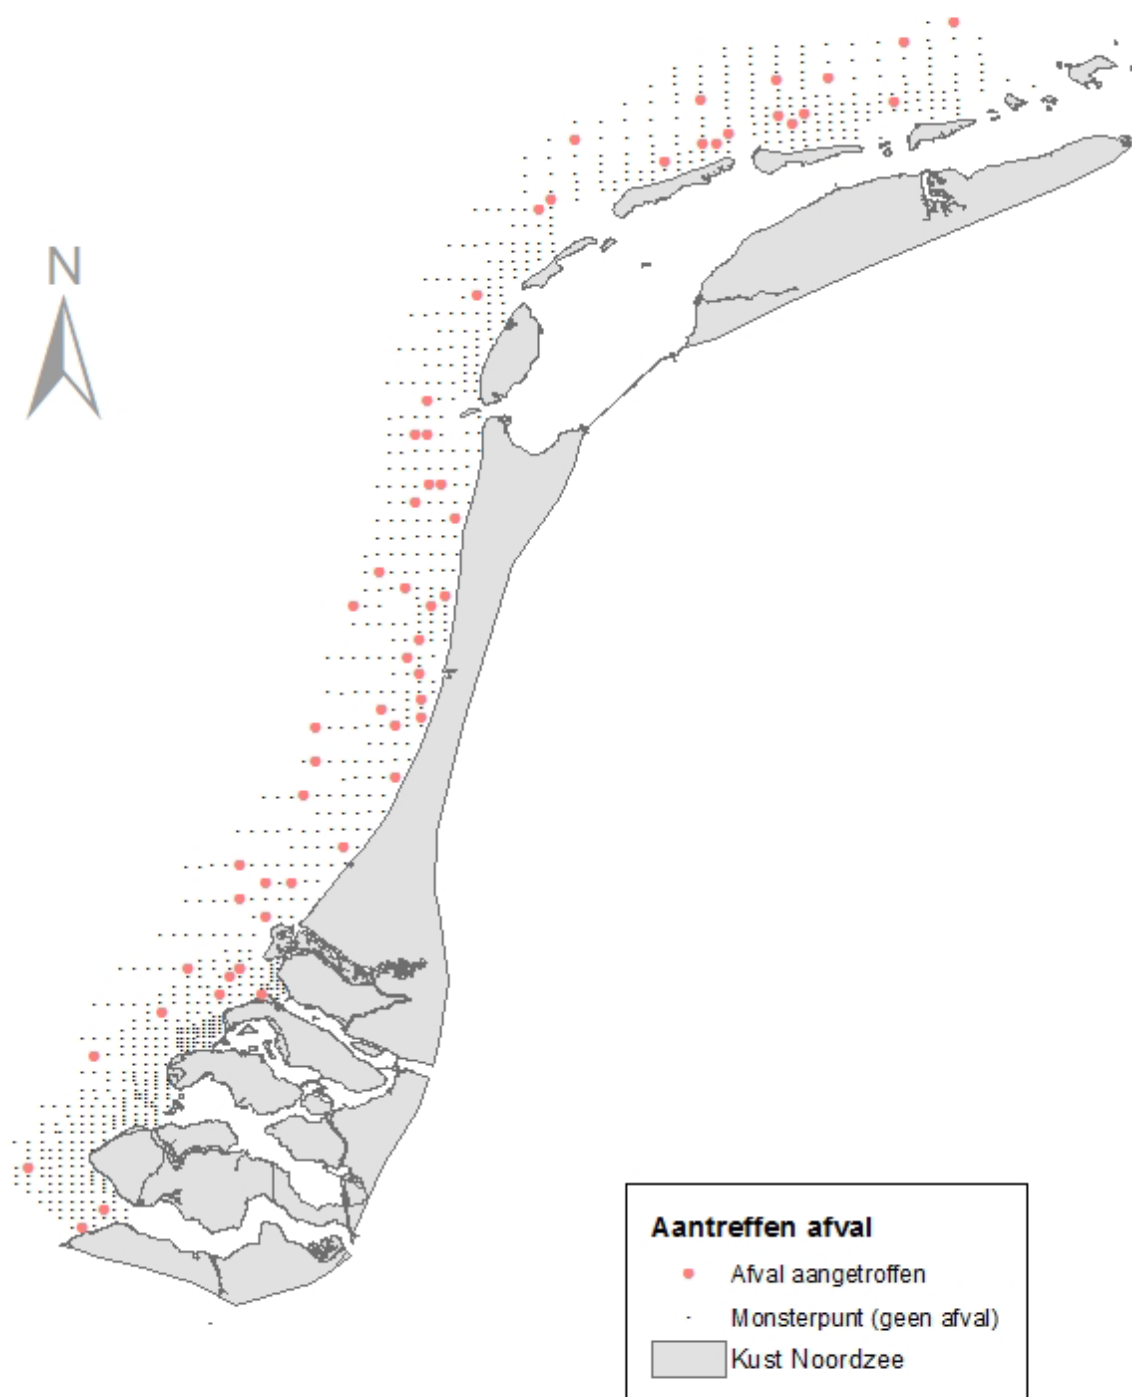 N
Aantreffen afval
Afval aangetroffen
Monsterpunt (geen afval)
Kust Noordzee